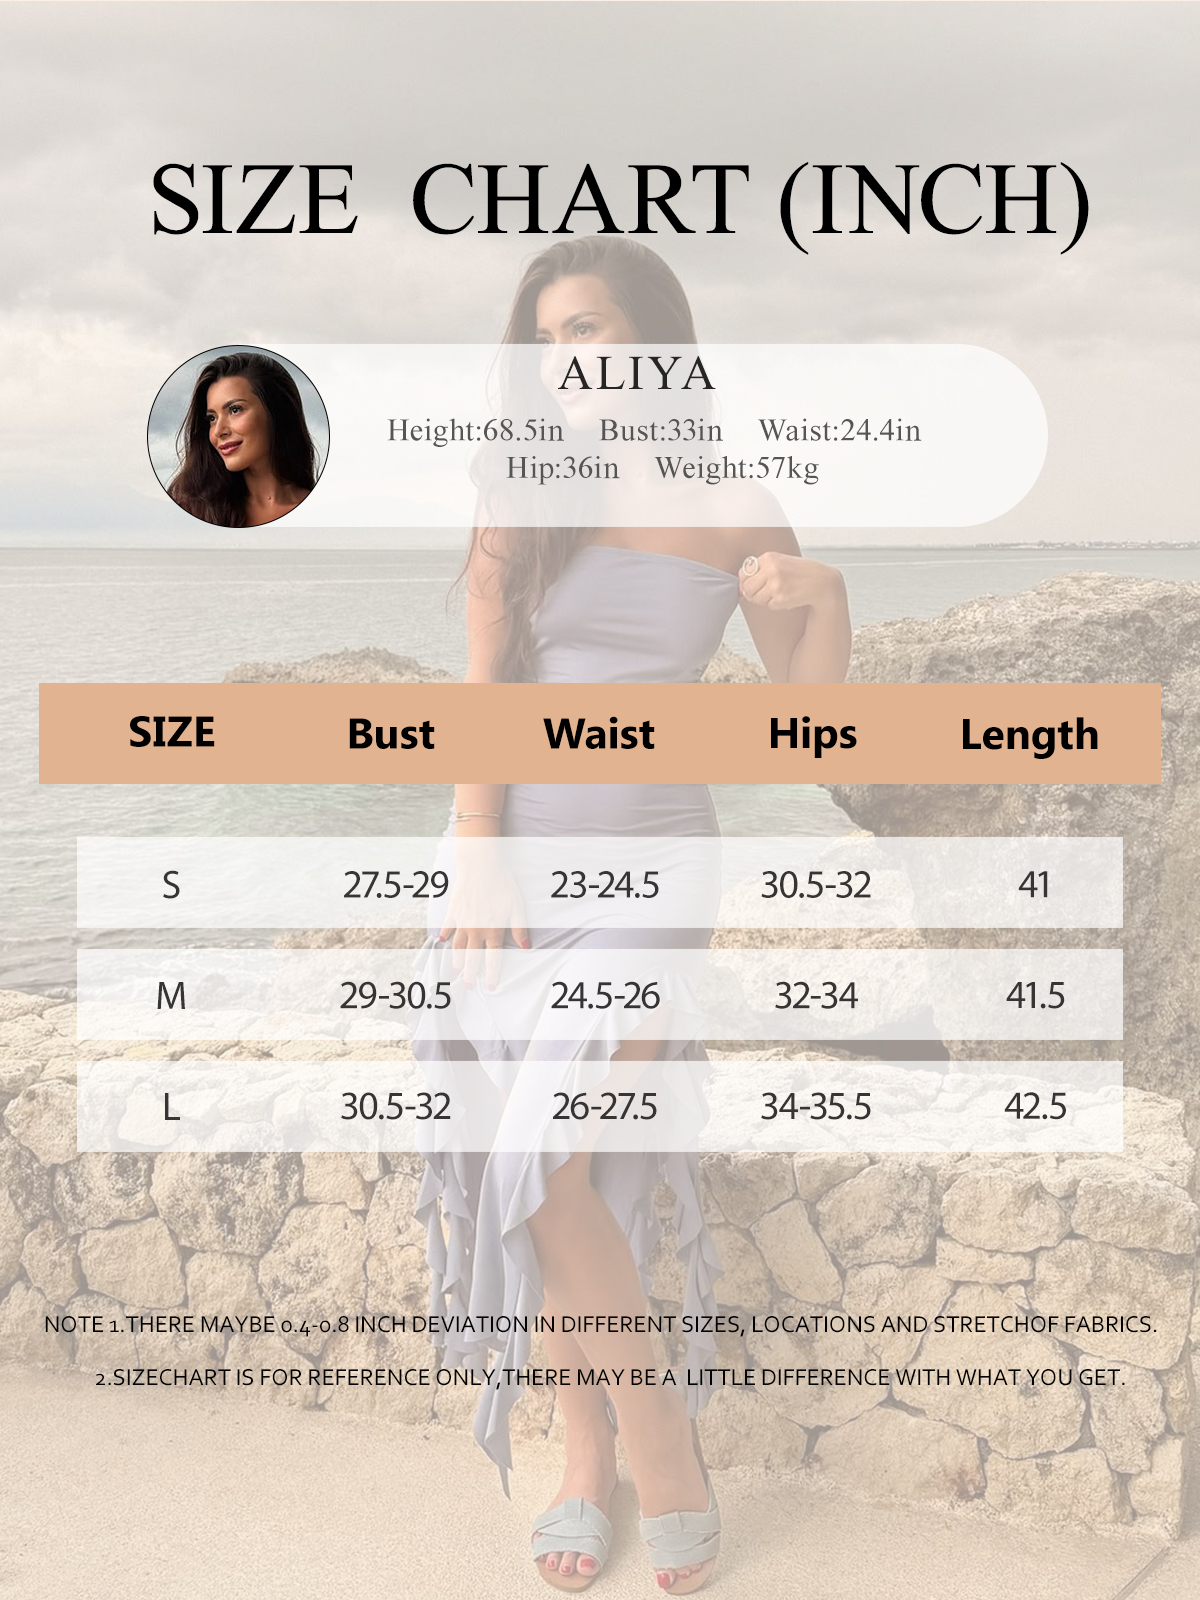 SIZE CHART (INCH)
ALIYA
Height:68.5in Bust:33in Waist:24.4in
Hip:36in Weight:57kg
SIZE Bust Waist Hips Length
S 27.5-29 23-24.5 30.5-32 41
M 29-30.5 24.5-26 32-34 41.5
L 30.5-32 26-27.5 34-35.5 42.5
NOTE 1.THERE MAYBE 0.4-0.8 INCH DEVIATION IN DIFFERENT SIZES, LOCATIONS AND STRETCHOF FABRICS.
2.SIZECHART IS FOR REFERENCE ONLY,THERE MAY BE A LITTLE DIFFERENCE WITH WHAT YOU GET.